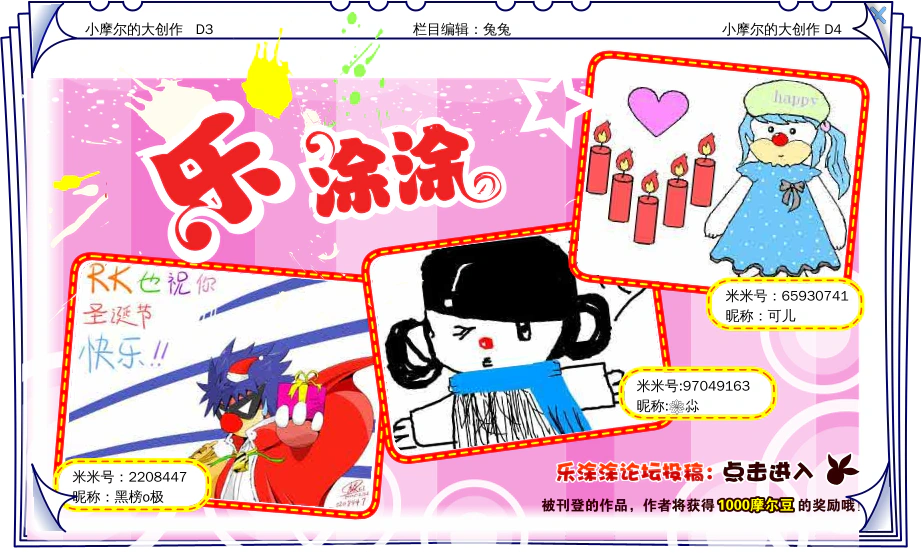 小摩尔的大创作 D3
栏目编辑：兔兔
小摩尔的大创作 D4
乐涂涂
happy
米米号：65930741
昵称：可儿
RK也祝你
圣诞节
快乐!!
米米号:97049163
米米号：2208447
昵称：黑榜o极
乐涂涂论坛投稿：点击进入
被刊登的作品，作者将获得1000摩尔豆的奖励哦!